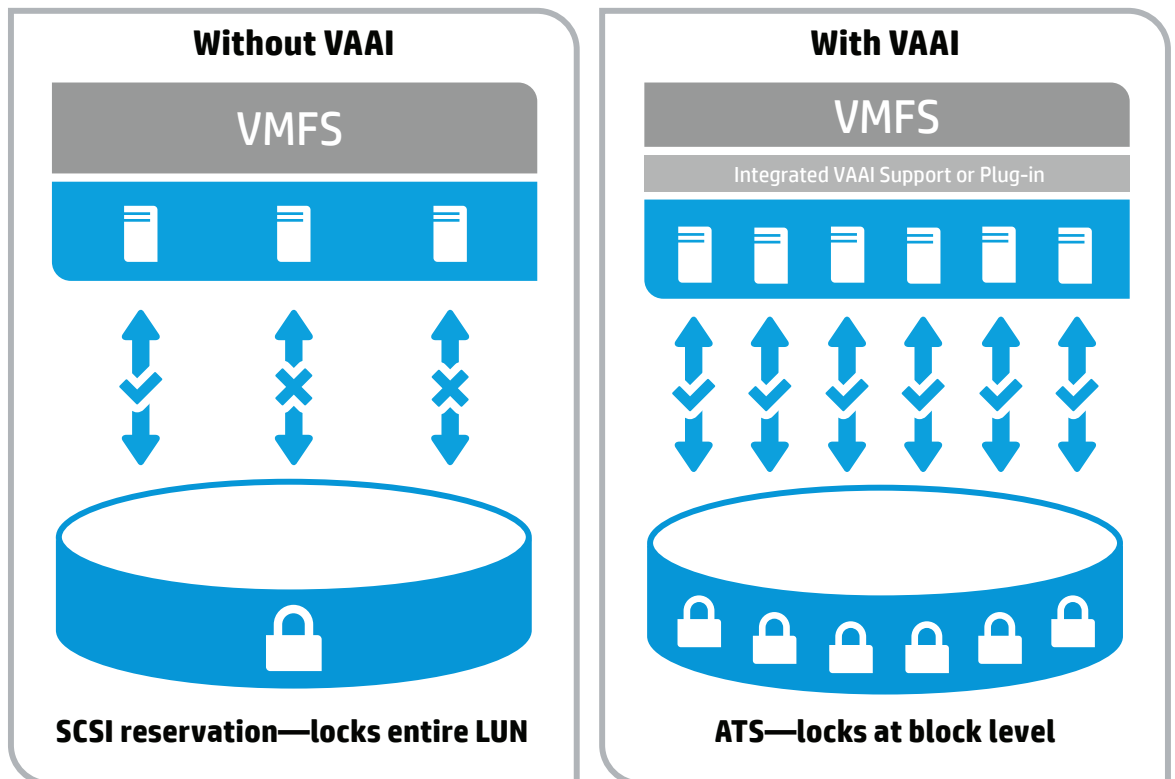 Without VAAI
VMFS
SCSI reservation—locks entire LUN
With VAAI
VMFS
Integrated VAAI Support or Plug-in
ATS—locks at block level